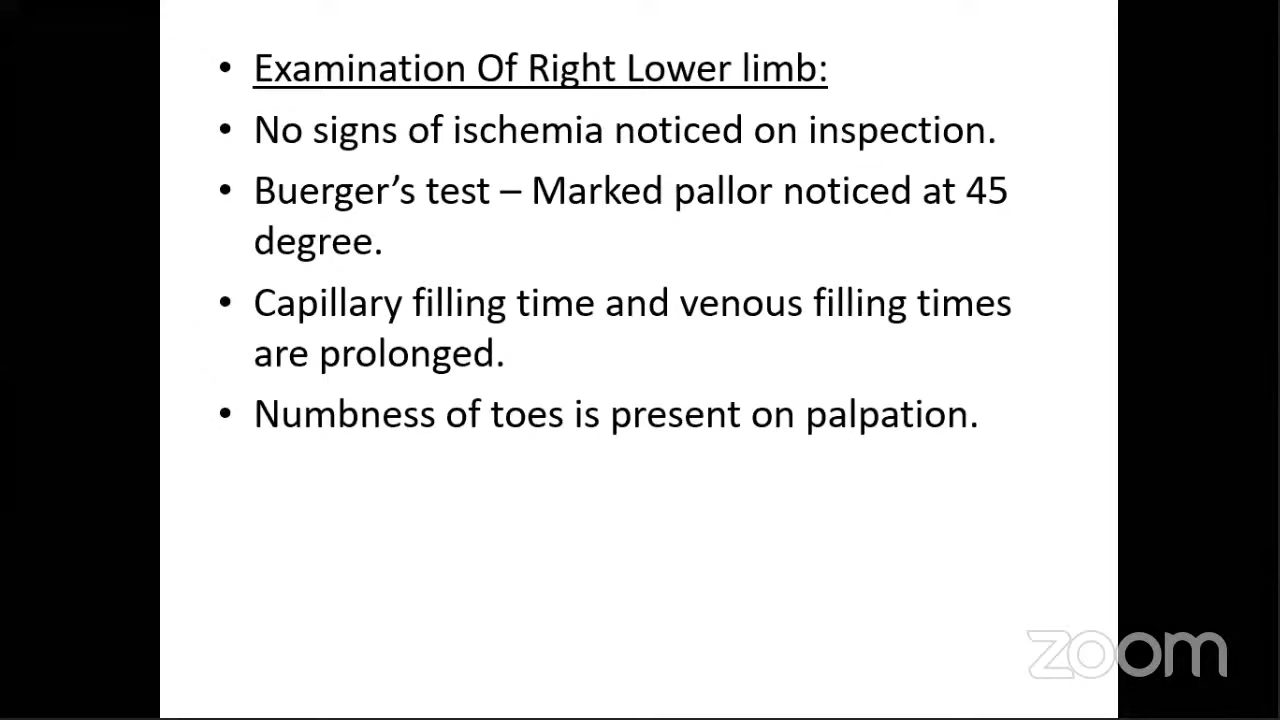 • Examination Of Right Lower limb:
• No signs of ischemia noticed on inspection.
• Buerger’s test – Marked pallor noticed at 45
degree.
• Capillary filling time and venous filling times
are prolonged.
• Numbness of toes is present on palpation.
zoom